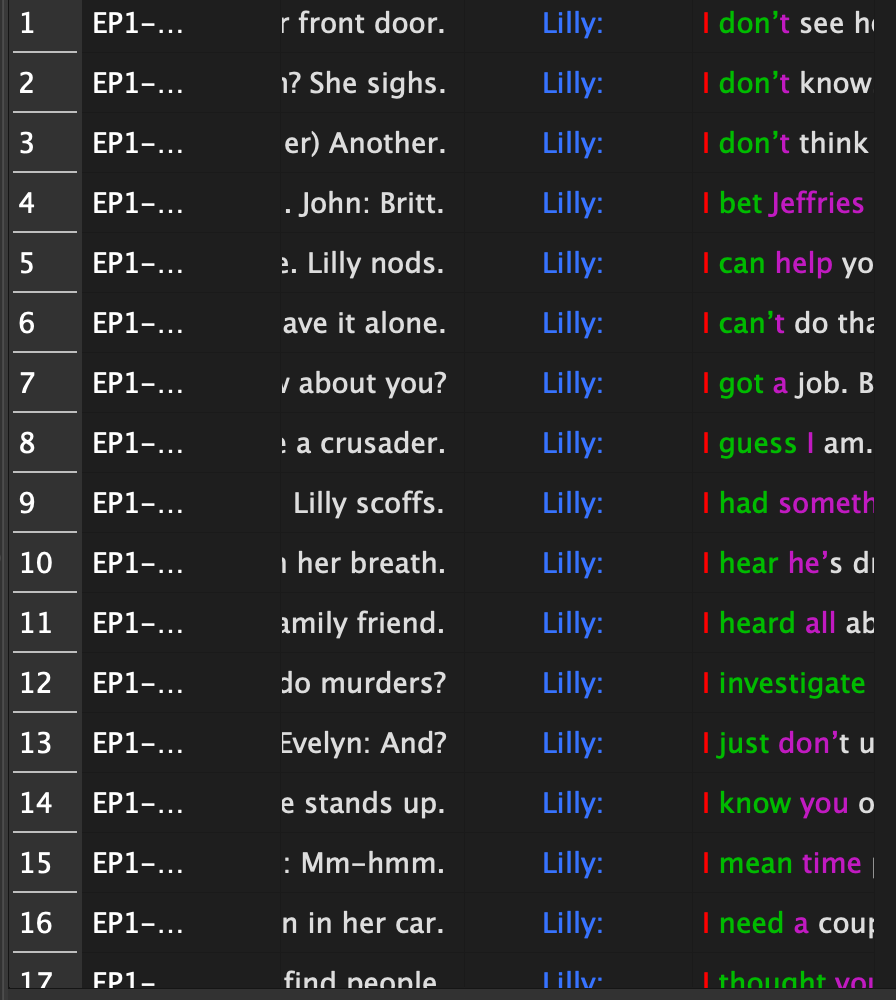 1 EP1-… r front door. Lilly: I don’t see
2 EP1-… ? She sighs. Lilly: I don’t know
3 EP1-… er) Another. Lilly: I don’t think
4 EP1-… . John: Britt. Lilly: I bet Jeffries
5 EP1-… e. Lilly nods. Lilly: I can help yo
6 EP1-… ave it alone. Lilly: I can’t do tha
7 EP1-… about you? Lilly: I got a job. B
8 EP1-… e a crusader. Lilly: I guess I am.
9 EP1-… Lilly scoffs. Lilly: I had someth
10 EP1-… her breath. Lilly: I hear he’s d
11 EP1-… amily friend. Lilly: I heard all ab
12 EP1-… do murders? Lilly: I investigate
13 EP1-… Evelyn: And? Lilly: I just don’t u
14 EP1-… e stands up. Lilly: I know you o
15 EP1-… : Mm-hmm. Lilly: I mean time
16 EP1-… n in her car. Lilly: I need a coup
17 EP1-… find people Lilly: I thought you